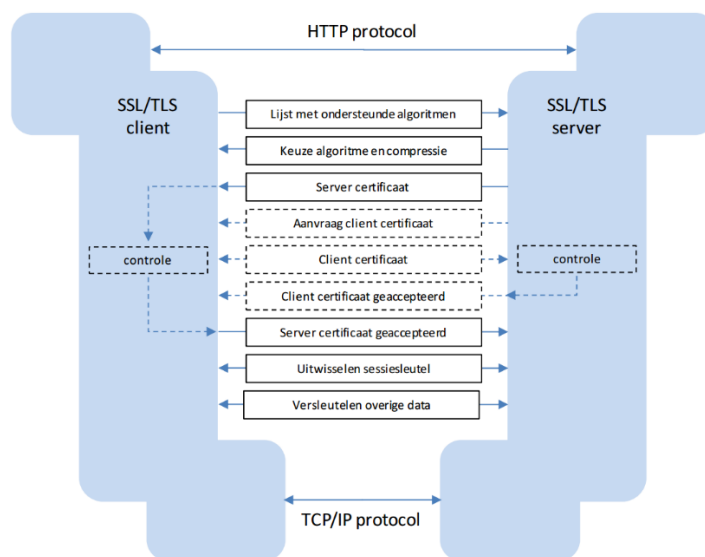 HTTP protocol
SSL/TLS
client
SSL/TLS
server
Lijst met ondersteunde algoritmen
Keuze algoritme en compressie
Server certificaat
Aanvraag client certificaat
controle
Client certificaat
controle
Client certificaat geaccepteerd
Server certificaat geaccepteerd
Uitwisselen sessiesleutel
Versleutelen overige data
TCP/IP protocol